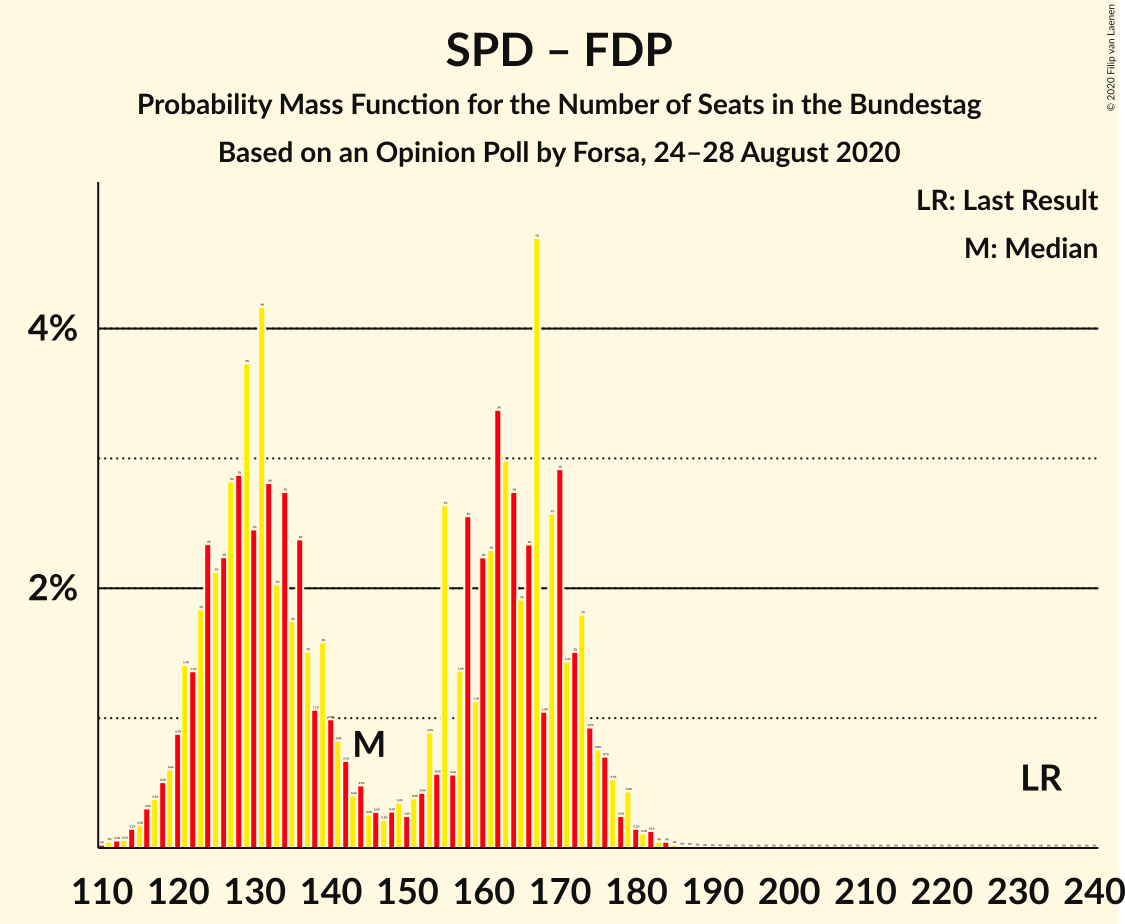 SPD – FDP
Probability Mass Function for the Number of Seats in the Bundestag
Based on an Opinion Poll by Forsa, 24–28 August 2020
© 2020 Filip van Laenen
LR: Last Result
M: Median
4%
2%
M
LR
110 120 130 140 150 160 170 180 190 200 210 220 230 240